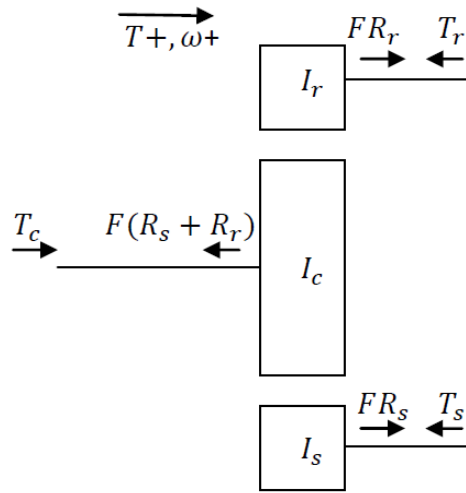 T+, ω+
FR_r T_r
I_r
T_c F(R_s + R_r)
I_c
FR_s T_s
I_s